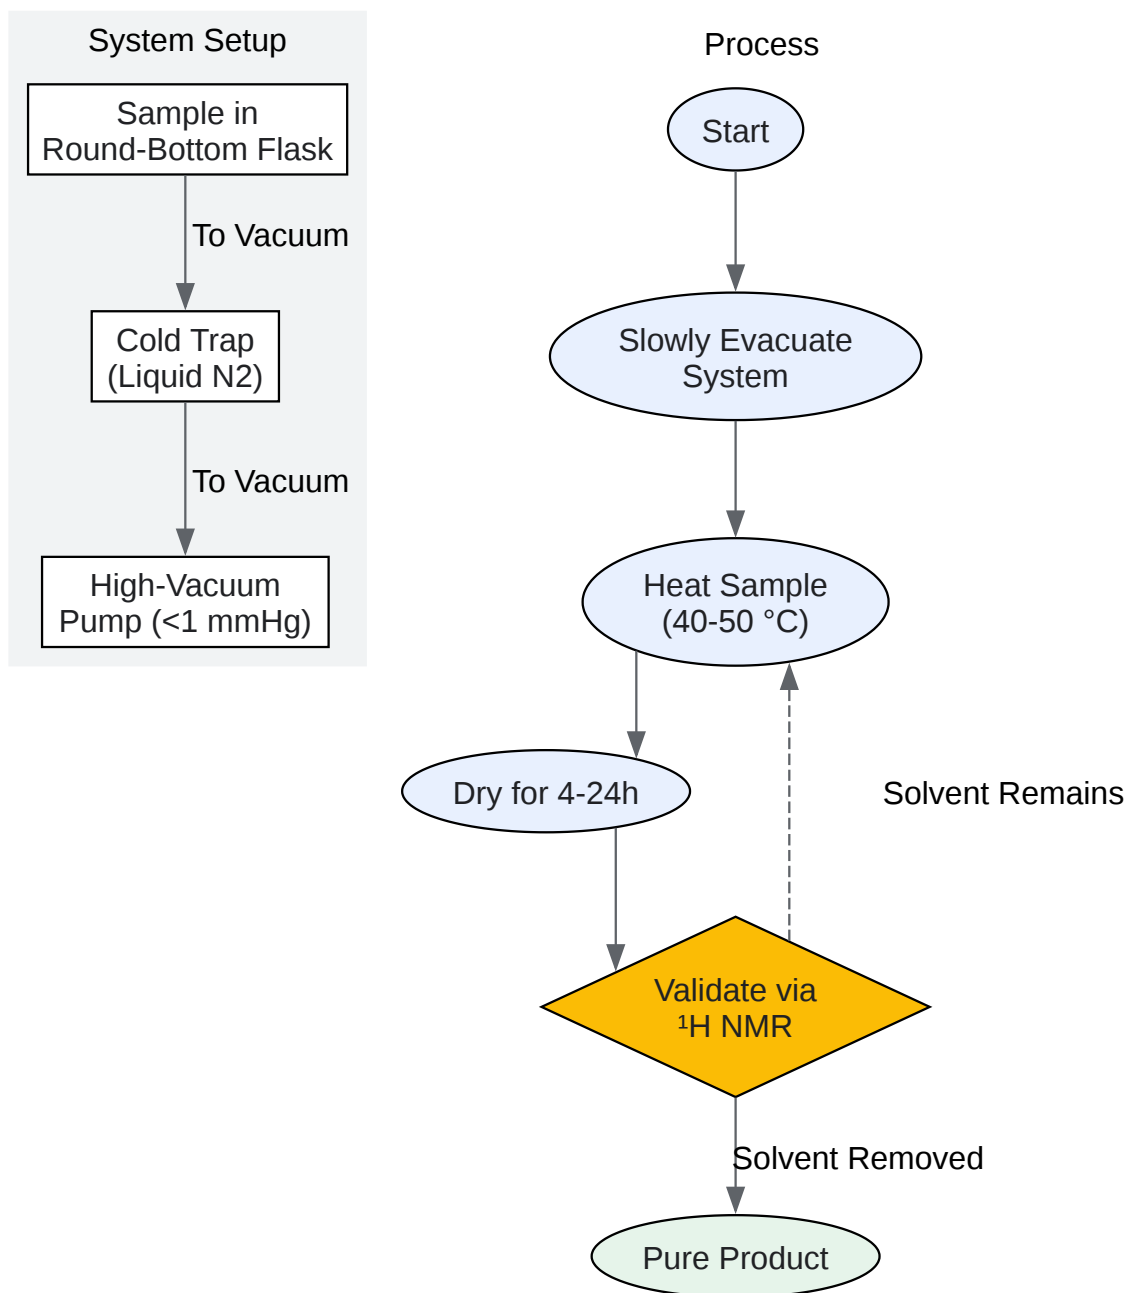 System Setup
Sample in
Round-Bottom Flask
To Vacuum
Cold Trap
(Liquid N2)
To Vacuum
High-Vacuum
Pump (<1 mmHg)
Process
Start
Slowly Evacuate
System
Heat Sample
(40-50 °C)
Dry for 4-24h
Solvent Remains
Validate via
¹H NMR
Solvent Removed
Pure Product